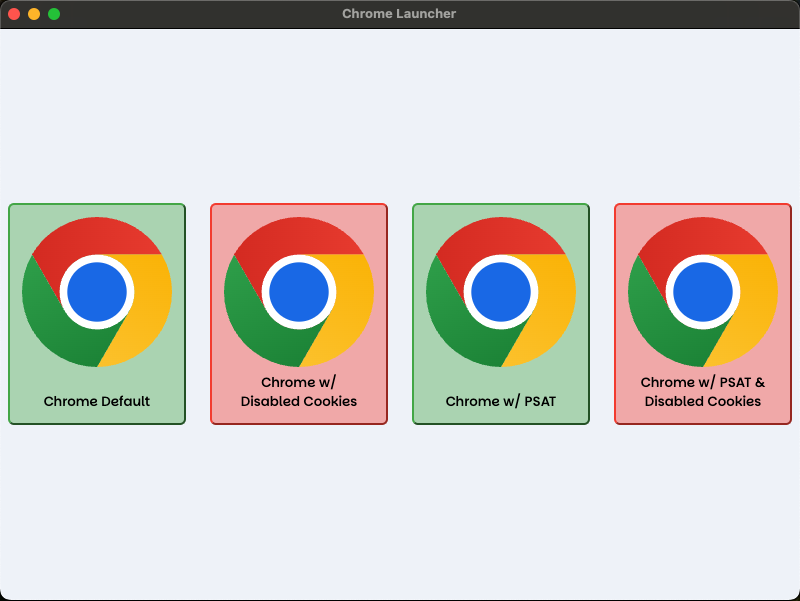 Chrome Launcher
Chrome Default
Chrome w/
Disabled Cookies
Chrome w/ PSAT
Chrome w/ PSAT &
Disabled Cookies